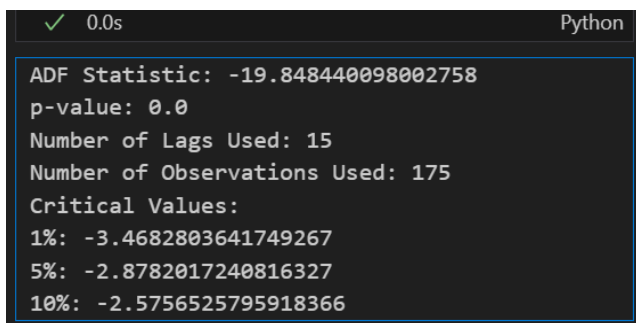 ✓ 0.0s Python
ADF Statistic: -19.848440098002758
p-value: 0.0
Number of Lags Used: 15
Number of Observations Used: 175
Critical Values:
1%: -3.4682803641749267
5%: -2.8782017240816327
10%: -2.5756525795918366